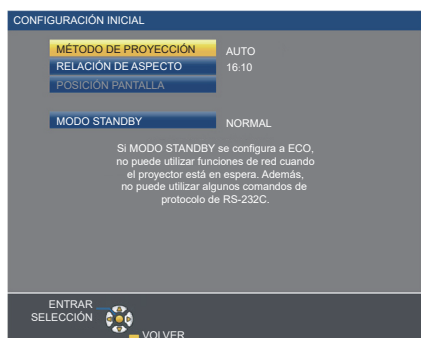 CONFIGURACIÓN INICIAL
MÉTODO DE PROYECCIÓN AUTO
RELACIÓN DE ASPECTO 16:10
POSICIÓN PANTALLA
MODO STANDBY NORMAL
Si MODO STANDBY se configura a ECO,
no puede utilizar funciones de red cuando
el proyector está en espera. Además,
no puede utilizar algunos comandos de
protocolo de RS-232C.
ENTRAR
SELECCIÓN
VOLVER